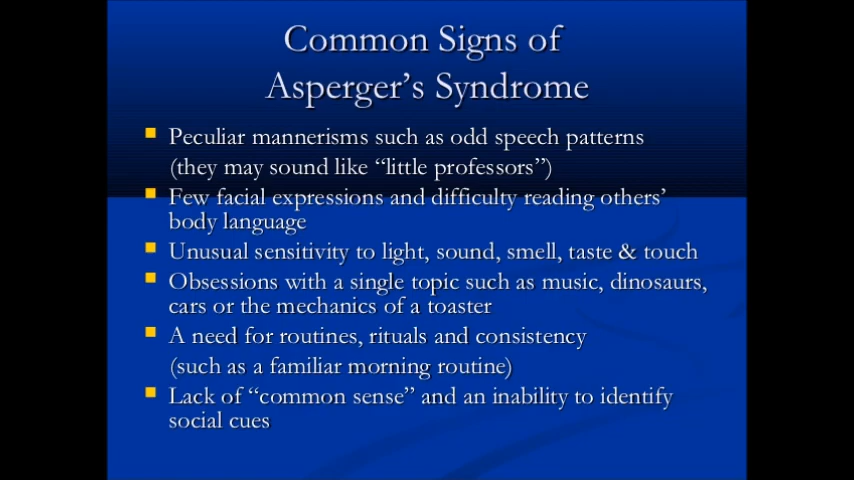 Common Signs of
Asperger’s Syndrome
Peculiar mannerisms such as odd speech patterns
(they may sound like “little professors”)
Few facial expressions and difficulty reading others’
body language
Unusual sensitivity to light, sound, smell, taste & touch
Obsessions with a single topic such as music, dinosaurs,
cars or the mechanics of a toaster
A need for routines, rituals and consistency
(such as a familiar morning routine)
Lack of “common sense” and an inability to identify
social cues